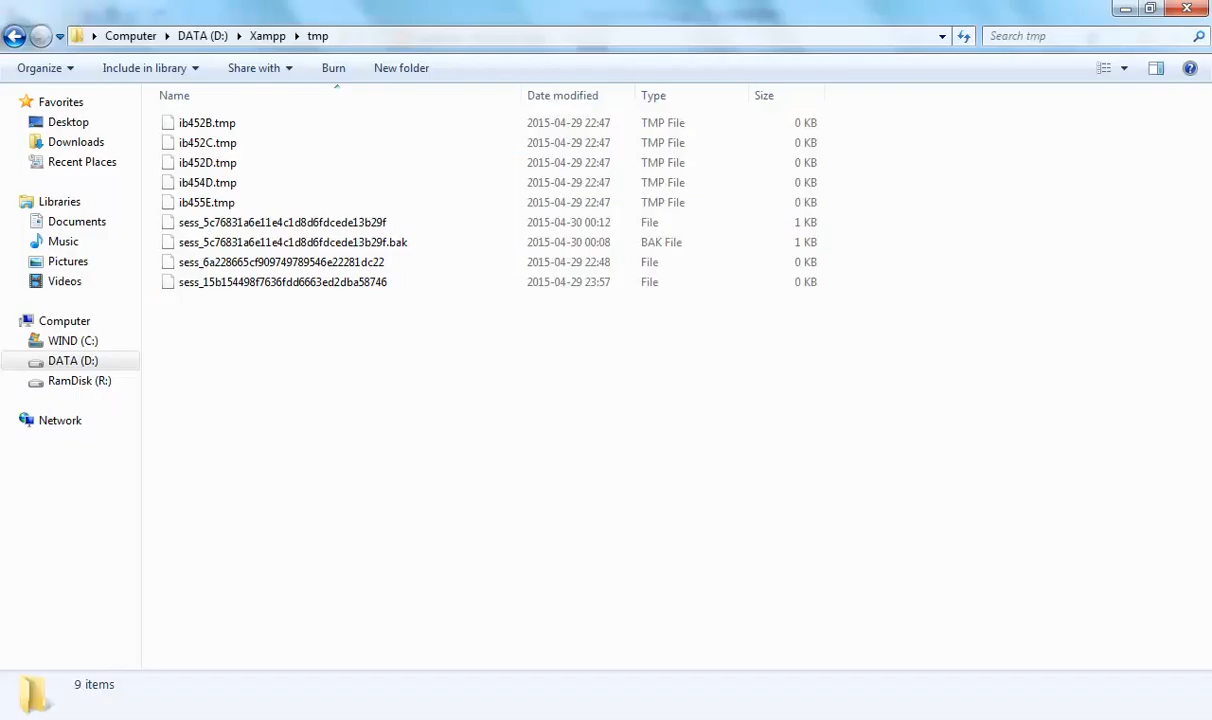 Computer DATA (D:) Xampp tmp Search tmp
Organize Include in library Share with Burn New folder
Favorites
Desktop
Downloads
Recent Places
Libraries
Documents
Music
Pictures
Videos
Computer
WIND (C:)
DATA (D:)
RamDisk (R:)
Network
Name Date modified Type Size
ib452B.tmp 2015-04-29 22:47 TMP File 0 KB
ib452C.tmp 2015-04-29 22:47 TMP File 0 KB
ib452D.tmp 2015-04-29 22:47 TMP File 0 KB
ib454D.tmp 2015-04-29 22:47 TMP File 0 KB
ib455E.tmp 2015-04-29 22:47 TMP File 0 KB
sess_5c76831a6e11e4c1d8d6fdcede13b29f 2015-04-30 00:12 File 1 KB
sess_5c76831a6e11e4c1d8d6fdcede13b29f.bak 2015-04-30 00:08 BAK File 1 KB
sess_6a228665cf909749789546e22281dc22 2015-04-29 22:48 File 0 KB
sess_15b154498f7636fdd6663ed2dba58746 2015-04-29 23:57 File 0 KB
9 items